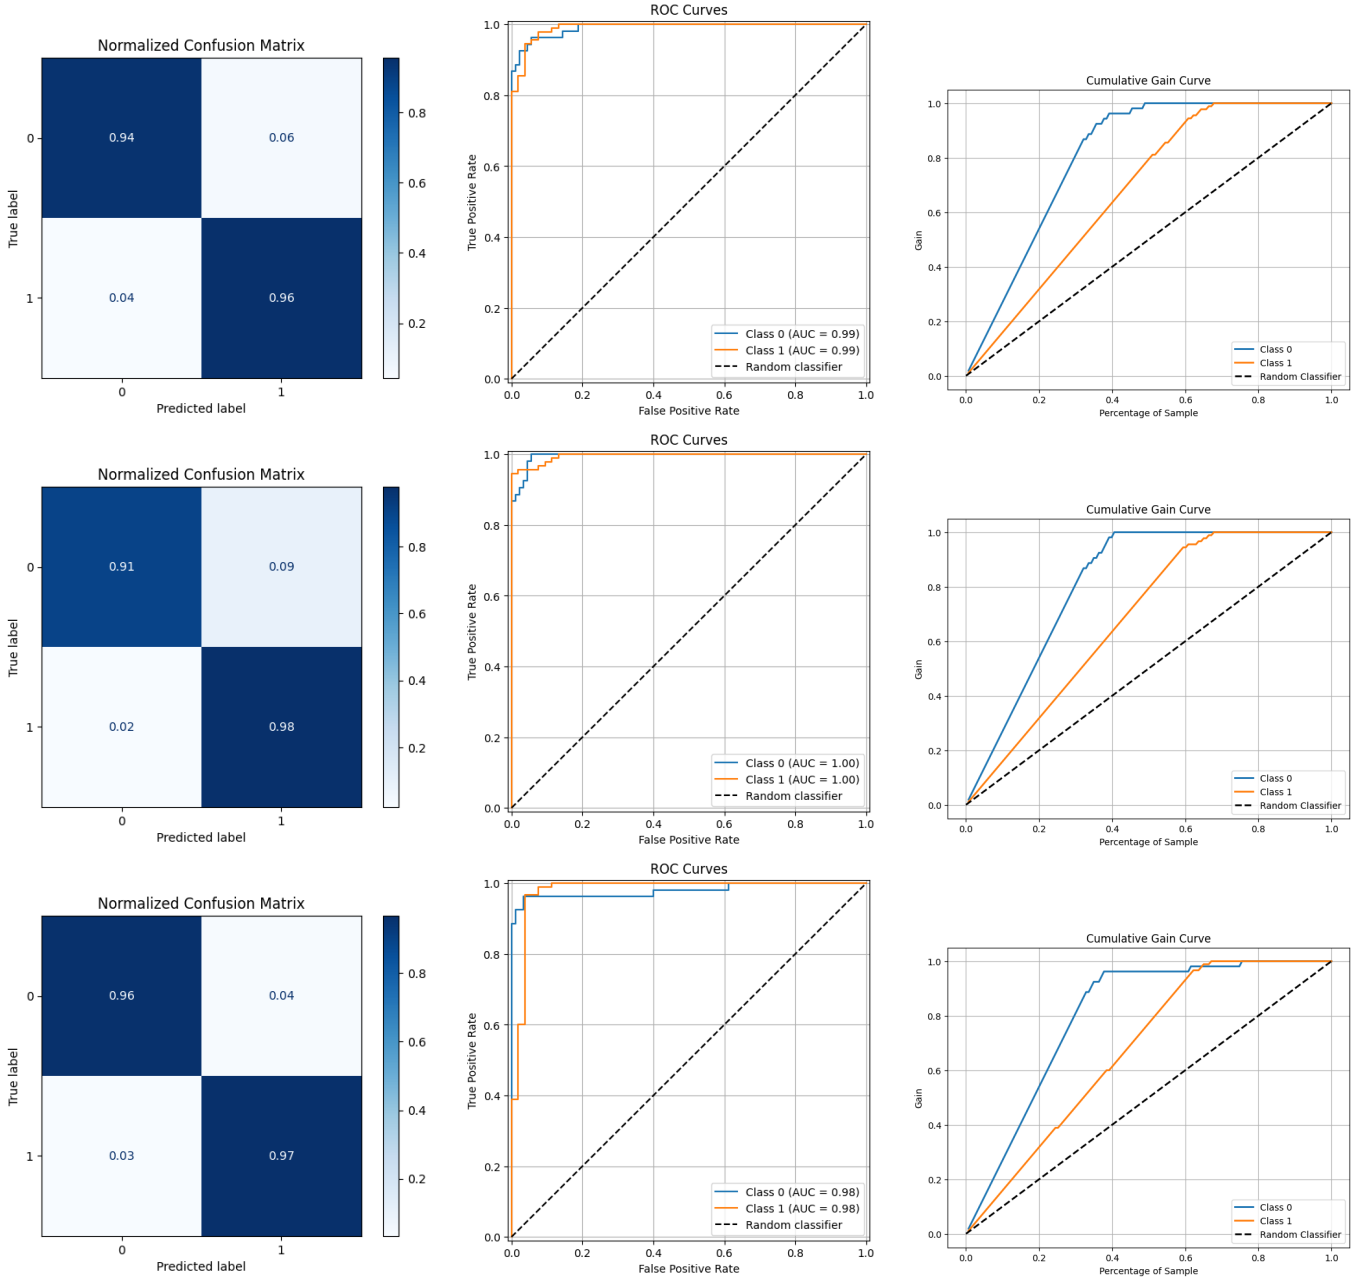 Normalized Confusion Matrix
True label
0
1
0.94
0.06
0.04
0.96
0
1
Predicted label
0.8
0.6
0.4
0.2
ROC Curves
True Positive Rate
1.0
0.8
0.6
0.4
0.2
0.0
Class 0 (AUC = 0.99)
Class 1 (AUC = 0.99)
Random classifier
0.0 0.2 0.4 0.6 0.8 1.0
False Positive Rate
Cumulative Gain Curve
Gain
1.0
0.8
0.6
0.4
0.2
0.0
Class 0
Class 1
Random Classifier
0.0 0.2 0.4 0.6 0.8 1.0
Percentage of Sample
Normalized Confusion Matrix
True label
0
1
0.91
0.09
0.02
0.98
0
1
Predicted label
0.8
0.6
0.4
0.2
ROC Curves
True Positive Rate
1.0
0.8
0.6
0.4
0.2
0.0
Class 0 (AUC = 1.00)
Class 1 (AUC = 1.00)
Random classifier
0.0 0.2 0.4 0.6 0.8 1.0
False Positive Rate
Cumulative Gain Curve
Gain
1.0
0.8
0.6
0.4
0.2
0.0
Class 0
Class 1
Random Classifier
0.0 0.2 0.4 0.6 0.8 1.0
Percentage of Sample
Normalized Confusion Matrix
True label
0
1
0.96
0.04
0.03
0.97
0
1
Predicted label
0.8
0.6
0.4
0.2
ROC Curves
True Positive Rate
1.0
0.8
0.6
0.4
0.2
0.0
Class 0 (AUC = 0.98)
Class 1 (AUC = 0.98)
Random classifier
0.0 0.2 0.4 0.6 0.8 1.0
False Positive Rate
Cumulative Gain Curve
Gain
1.0
0.8
0.6
0.4
0.2
0.0
Class 0
Class 1
Random Classifier
0.0 0.2 0.4 0.6 0.8 1.0
Percentage of Sample